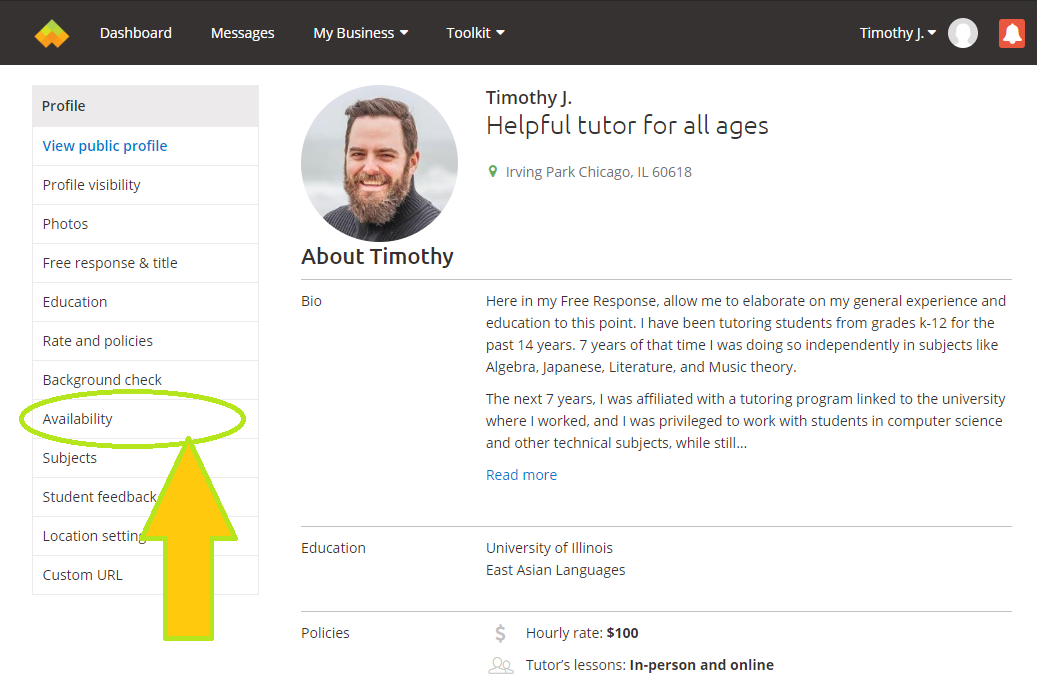 Dashboard
Messages
My Business
Toolkit
Timothy J.
Profile
View public profile
Profile visibility
Photos
Free response & title
Education
Rate and policies
Background check
Availability
Subjects
Student feedback
Location setting
Custom URL
Timothy J.
Helpful tutor for all ages
Irving Park Chicago, IL 60618
About Timothy
Bio
Here in my Free Response, allow me to elaborate on my general experience and
education to this point. I have been tutoring students from grades k-12 for the
past 14 years. 7 years of that time I was doing so independently in subjects like
Algebra, Japanese, Literature, and Music theory.
The next 7 years, I was affiliated with a tutoring program linked to the university
where I worked, and I was privileged to work with students in computer science
and other technical subjects, while still...
Read more
Education
University of Illinois
East Asian Languages
Policies
$ Hourly rate: $100
Tutor's lessons: In-person and online